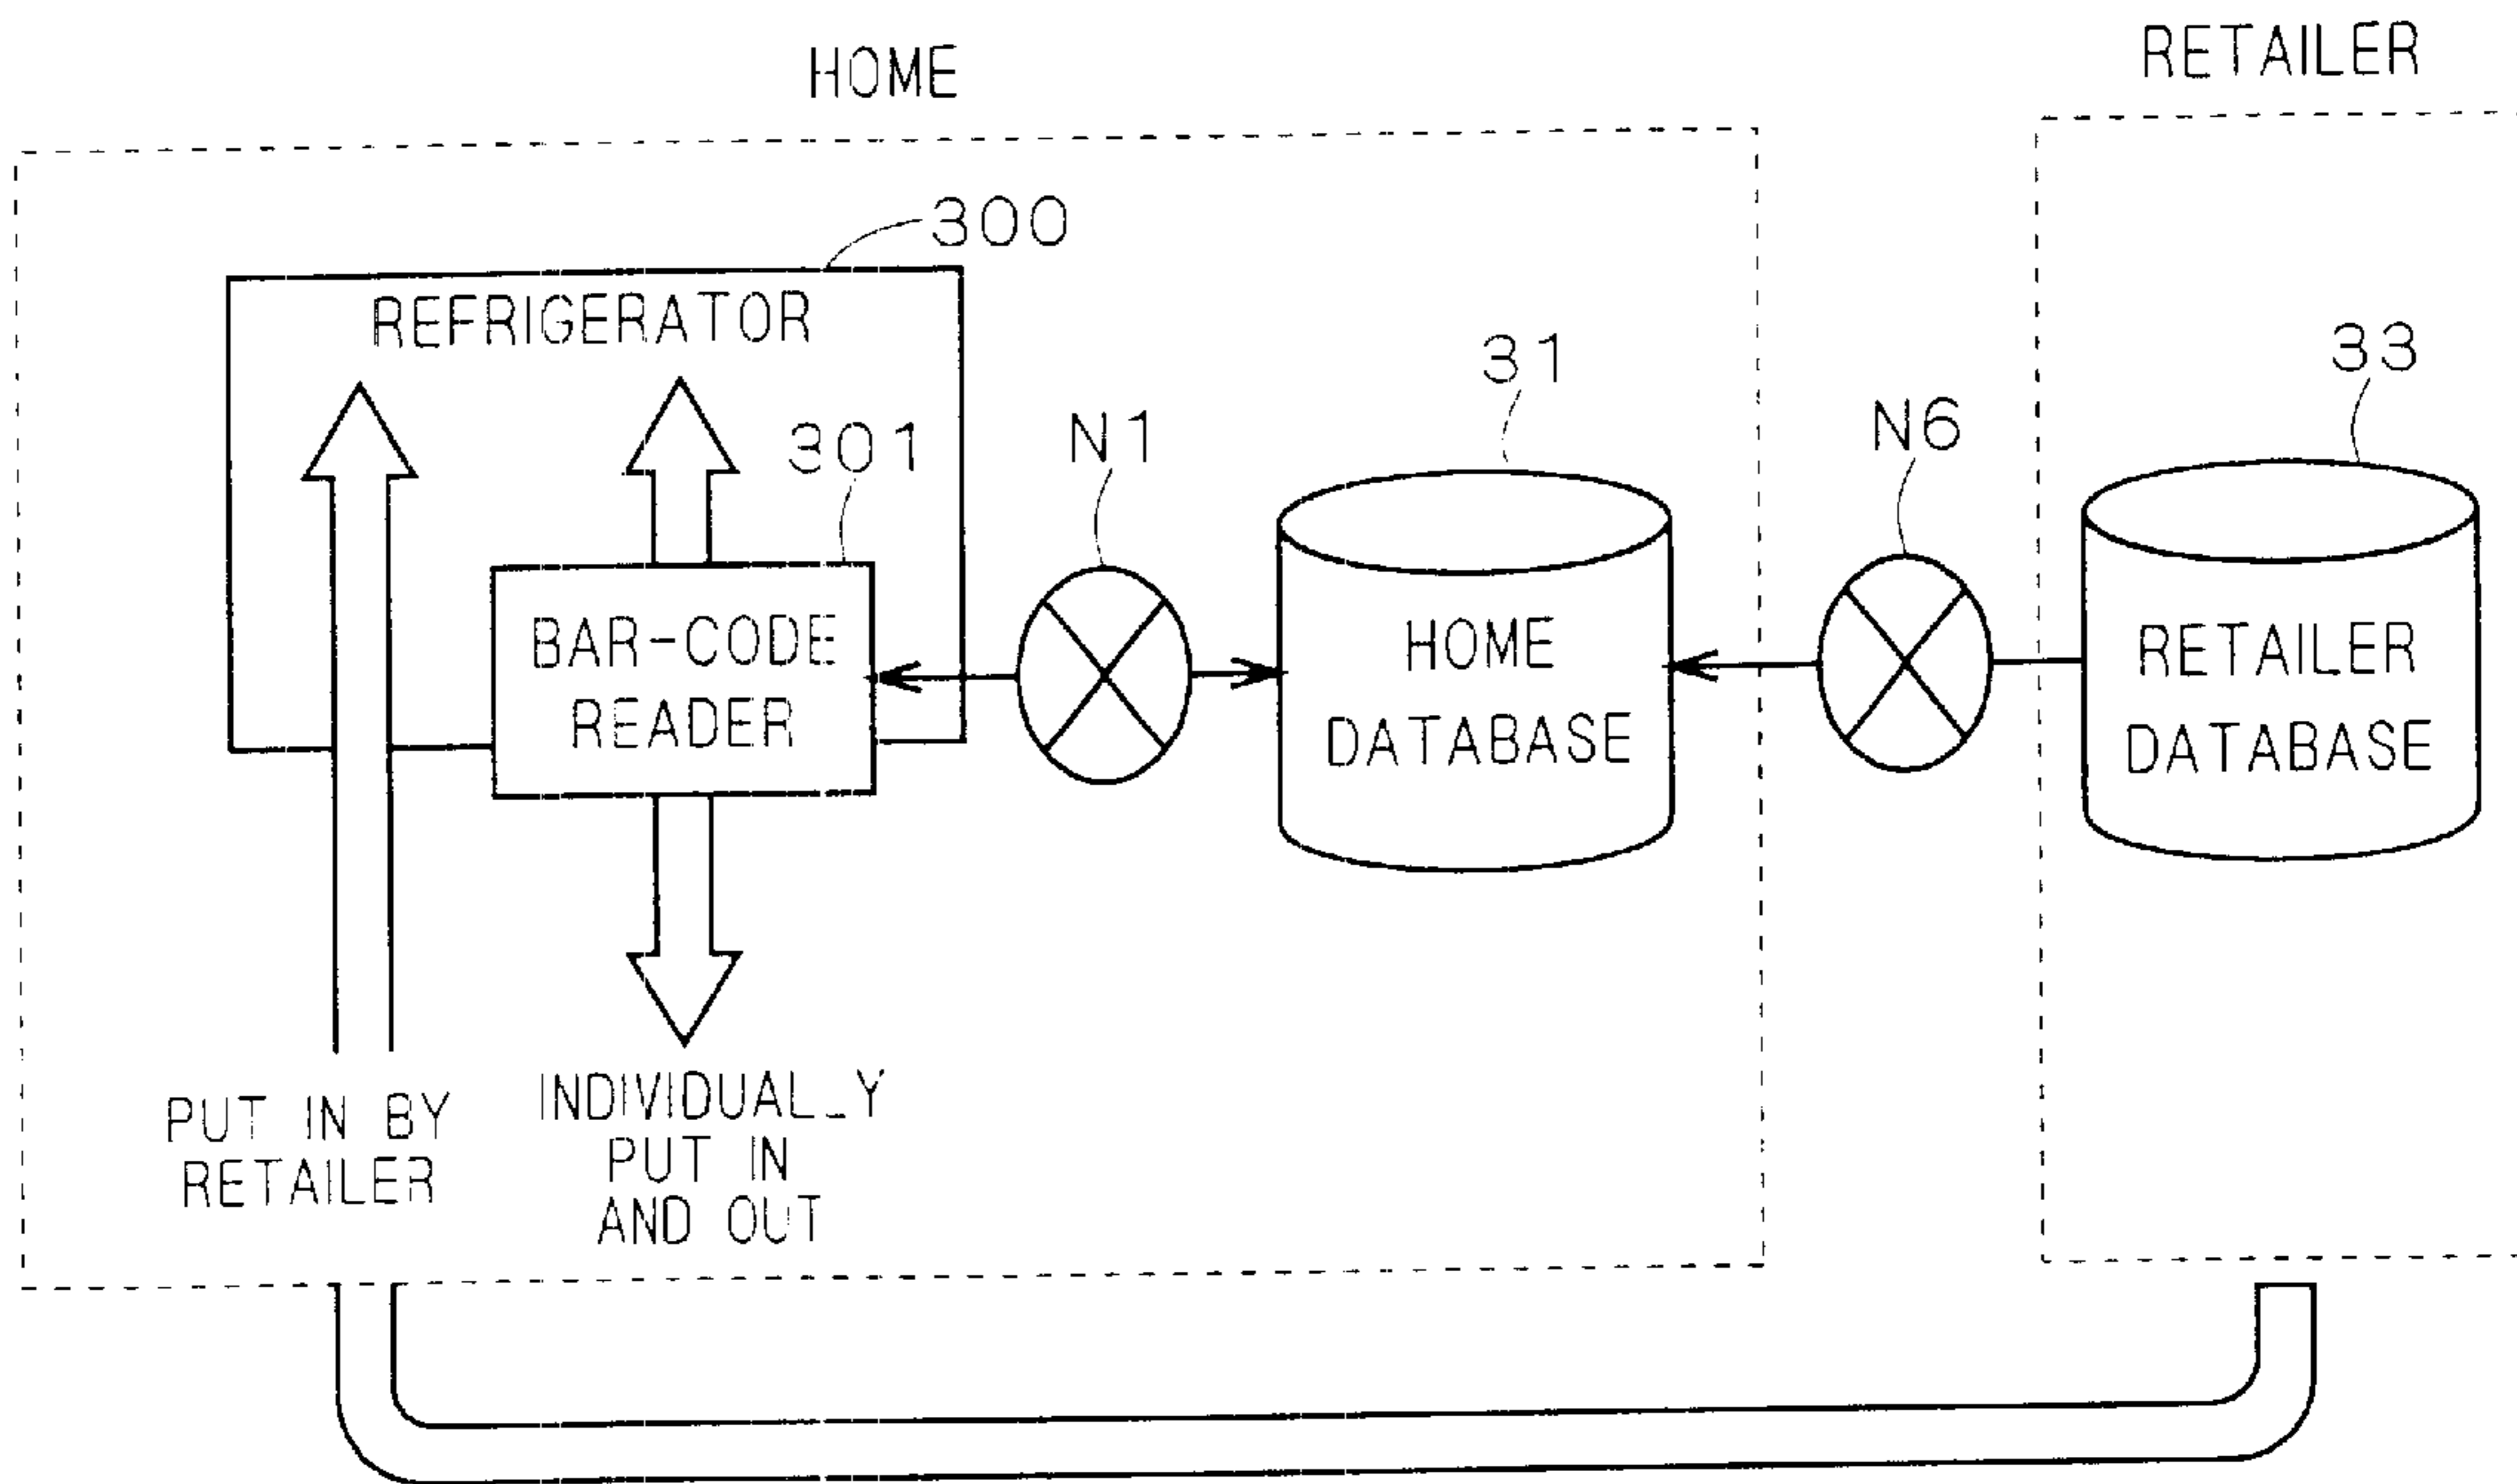 HOME
RETAILER
300
REFRIGERATOR
31
33
301
N1
N6
BAR-CODE
READER
HOME
DATABASE
RETAILER
DATABASE
PUT IN BY
RETAILER
INDIVIDUALLY
PUT IN
AND OUT